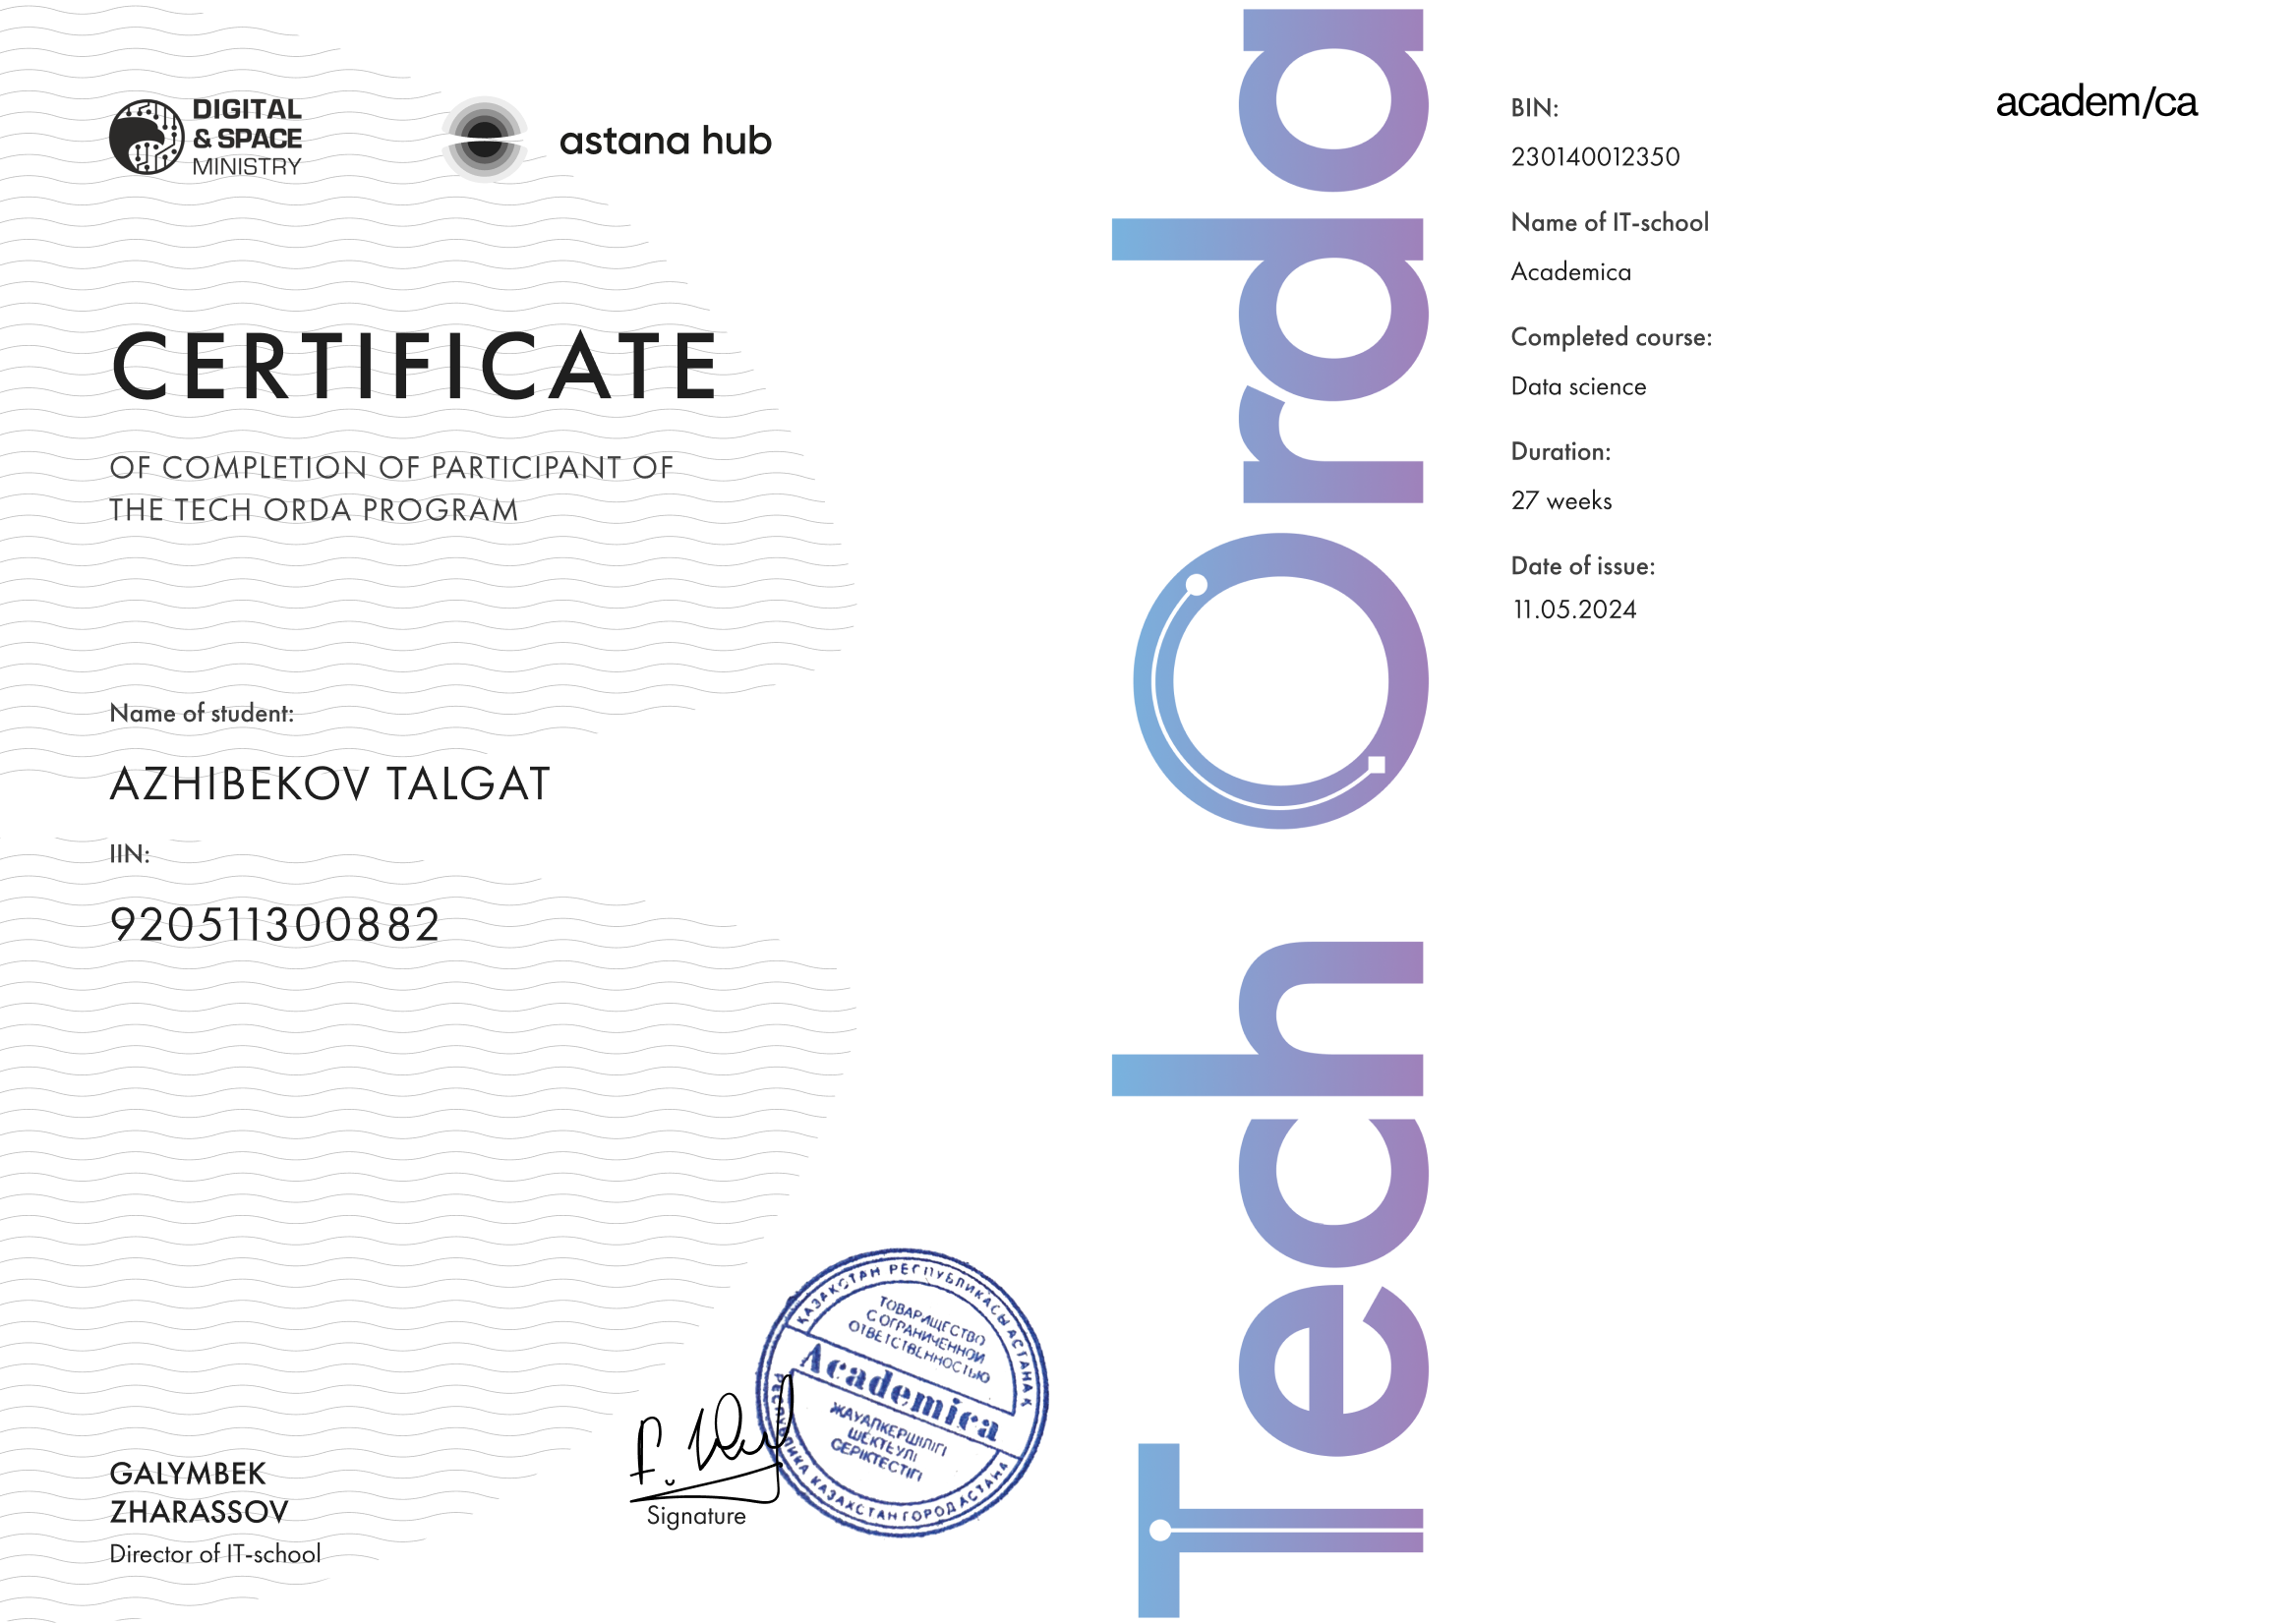 DIGITAL
& SPACE
MINISTRY
astana hub
CERTIFICATE
OF COMPLETION OF PARTICIPANT OF
THE TECH ORDA PROGRAM
Name of student:
AZHIBEKOV TALGAT
IIN:
920511300882
GALYMBEK
ZHARASSOV
Director of IT-school
Signature
ҚАЗАҚСТАН РЕСПУБЛИКАСЫ АСТАНА Қ
ТОВАРИЩЕСТВО
С ОГРАНИЧЕННОЙ
ОТВЕТСТВЕННОСТЬЮ
Academica
ЖАУАПКЕРШІЛІГІ
ШЕКТЕУЛІ
СЕРІКТЕСТІГІ
РЕСПУБЛИКА КАЗАХСТАН ГОРОД АСТАНА
Tech Orda
BIN:
230140012350
Name of IT-school
Academica
Completed course:
Data science
Duration:
27 weeks
Date of issue:
11.05.2024
academ/ca